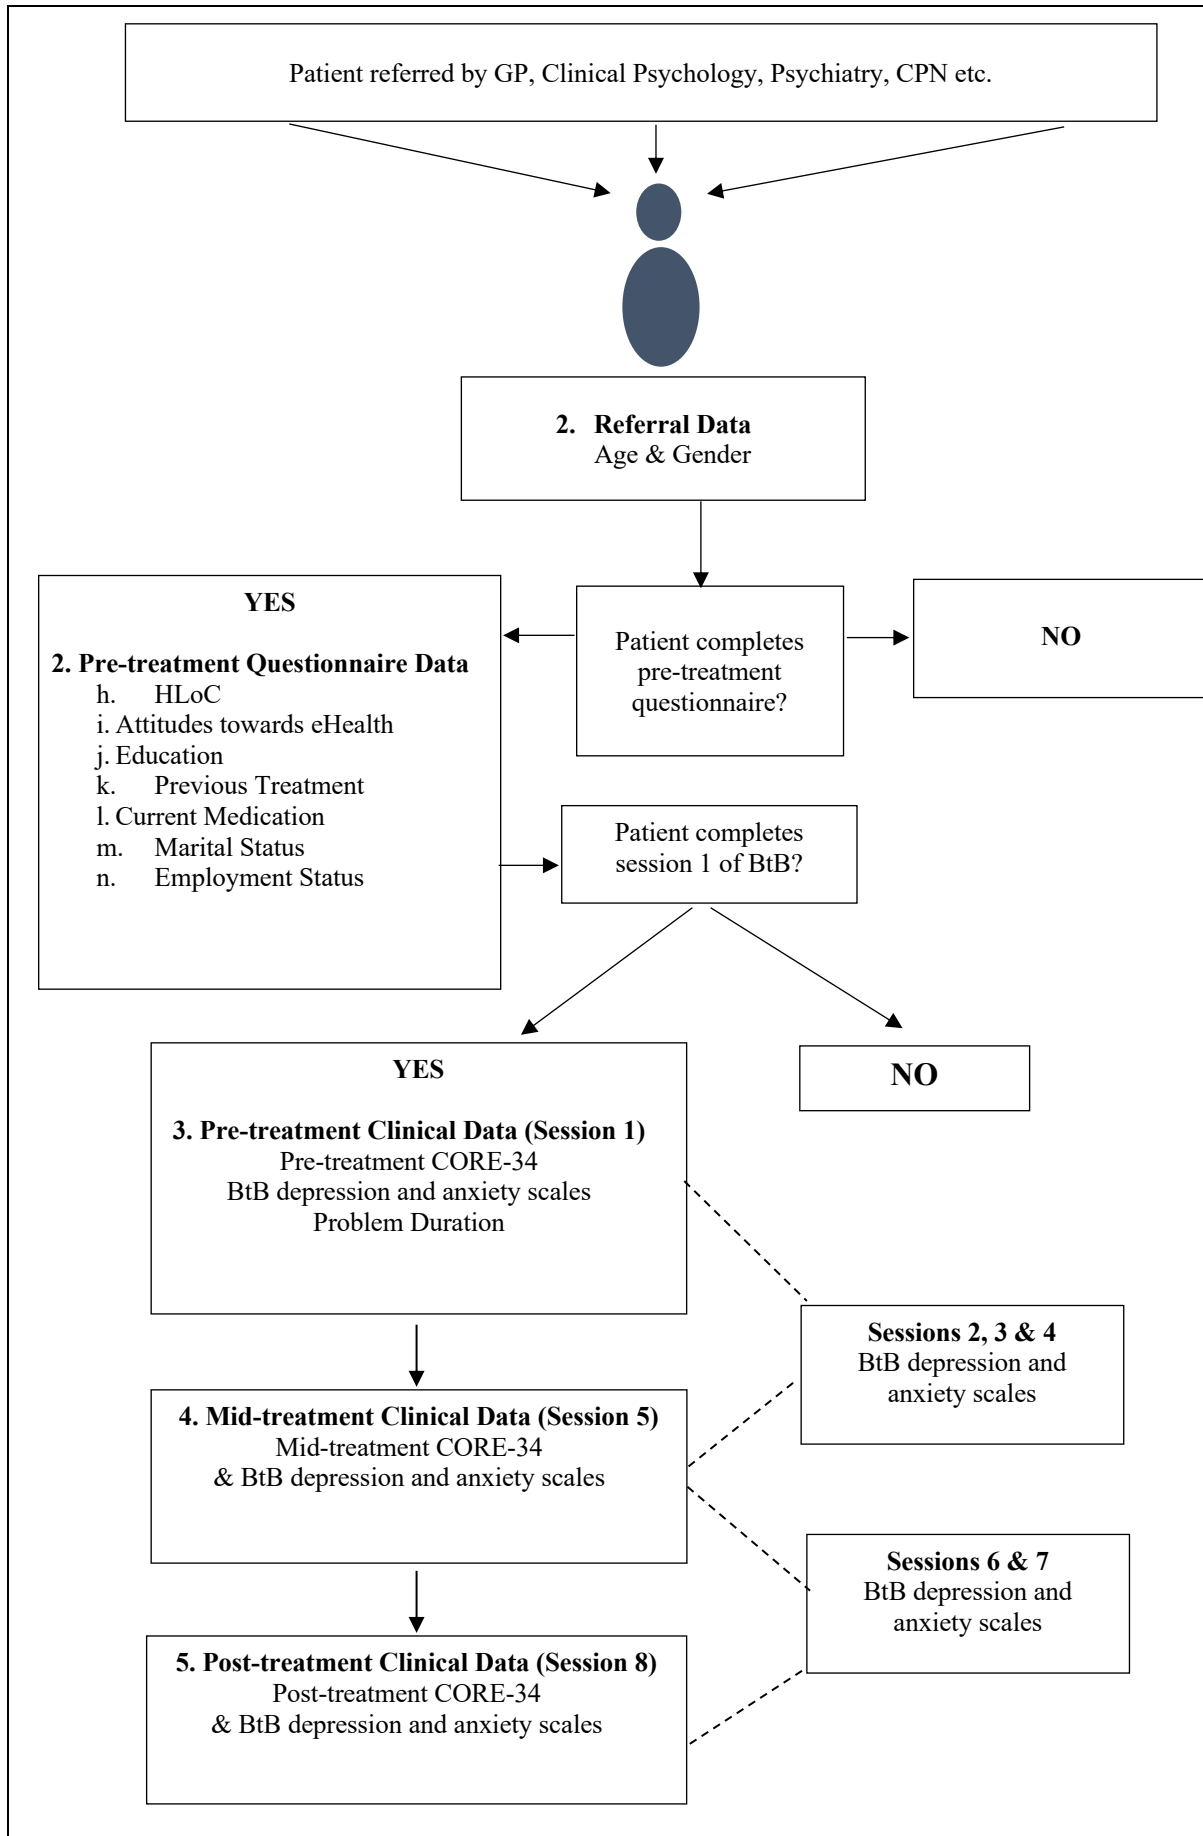 Patient referred by GP, Clinical Psychology, Psychiatry, CPN etc.
2. Referral Data
Age & Gender
YES
2. Pre-treatment Questionnaire Data
h. HLoC
i. Attitudes towards eHealth
j. Education
k. Previous Treatment
l. Current Medication
m. Marital Status
n. Employment Status
Patient completes
pre-treatment
questionnaire?
NO
Patient completes
session 1 of BtB?
YES
3. Pre-treatment Clinical Data (Session 1)
Pre-treatment CORE-34
BtB depression and anxiety scales
Problem Duration
NO
Sessions 2, 3 & 4
BtB depression and
anxiety scales
4. Mid-treatment Clinical Data (Session 5)
Mid-treatment CORE-34
& BtB depression and anxiety scales
Sessions 6 & 7
BtB depression and
anxiety scales
5. Post-treatment Clinical Data (Session 8)
Post-treatment CORE-34
& BtB depression and anxiety scales